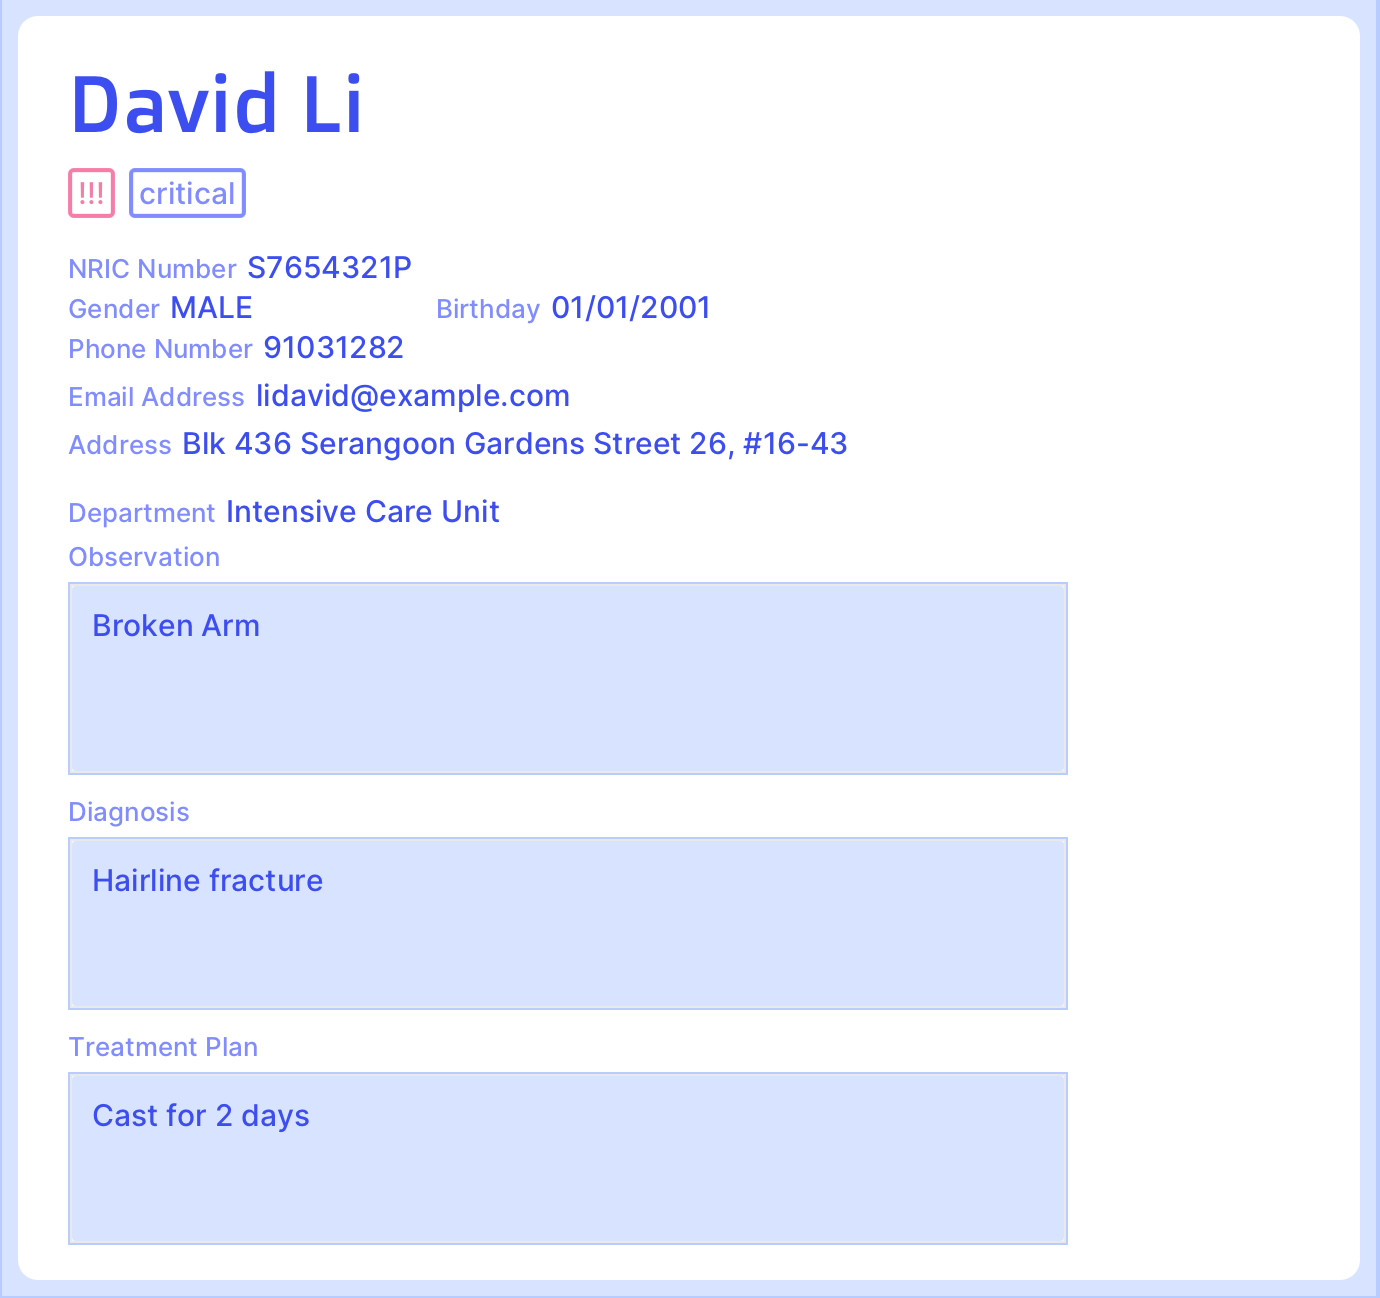 David Li
!!! critical
NRIC Number S7654321P
Gender MALE Birthday 01/01/2001
Phone Number 91031282
Email Address lidavid@example.com
Address Blk 436 Serangoon Gardens Street 26, #16-43
Department Intensive Care Unit
Observation
Broken Arm
Diagnosis
Hairline fracture
Treatment Plan
Cast for 2 days